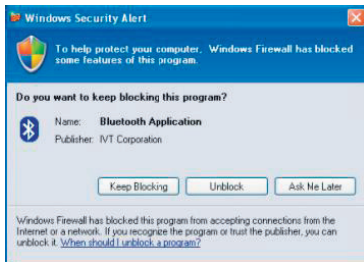 Windows Security Alert
To help protect your computer, Windows Firewall has blocked
some features of this program.
Do you want to keep blocking this program?
Name: Bluetooth Application
Publisher: IVT Corporation
Keep Blocking Unblock Ask Me Later
Windows Firewall has blocked this program from accepting connections from the
Internet or a network. If you recognize the program or trust the publisher, you can
unblock it. When should I unblock a program?